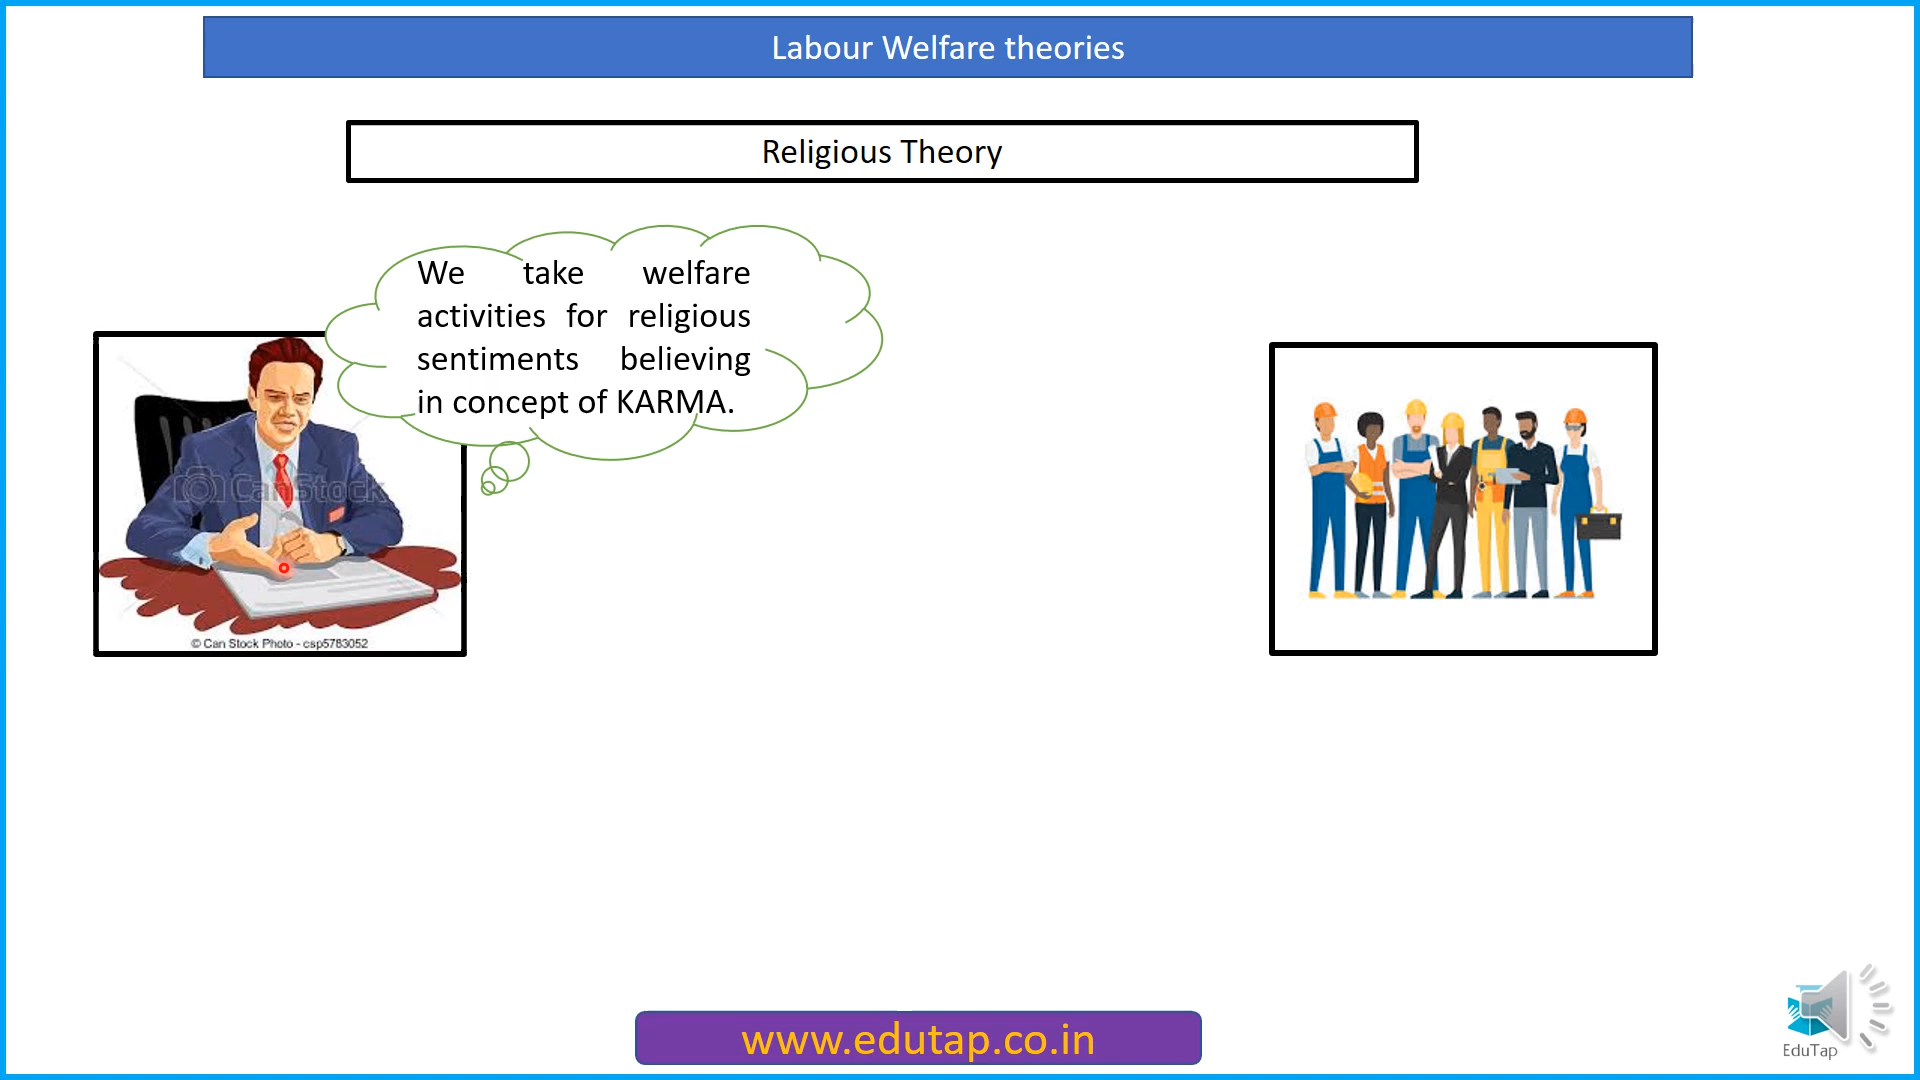 Labour Welfare theories
Religious Theory
We take welfare
activities for religious
sentiments believing
in concept of KARMA.
CanStock
© Can Stock Photo - csp5783052
www.edutap.co.in
EduTap